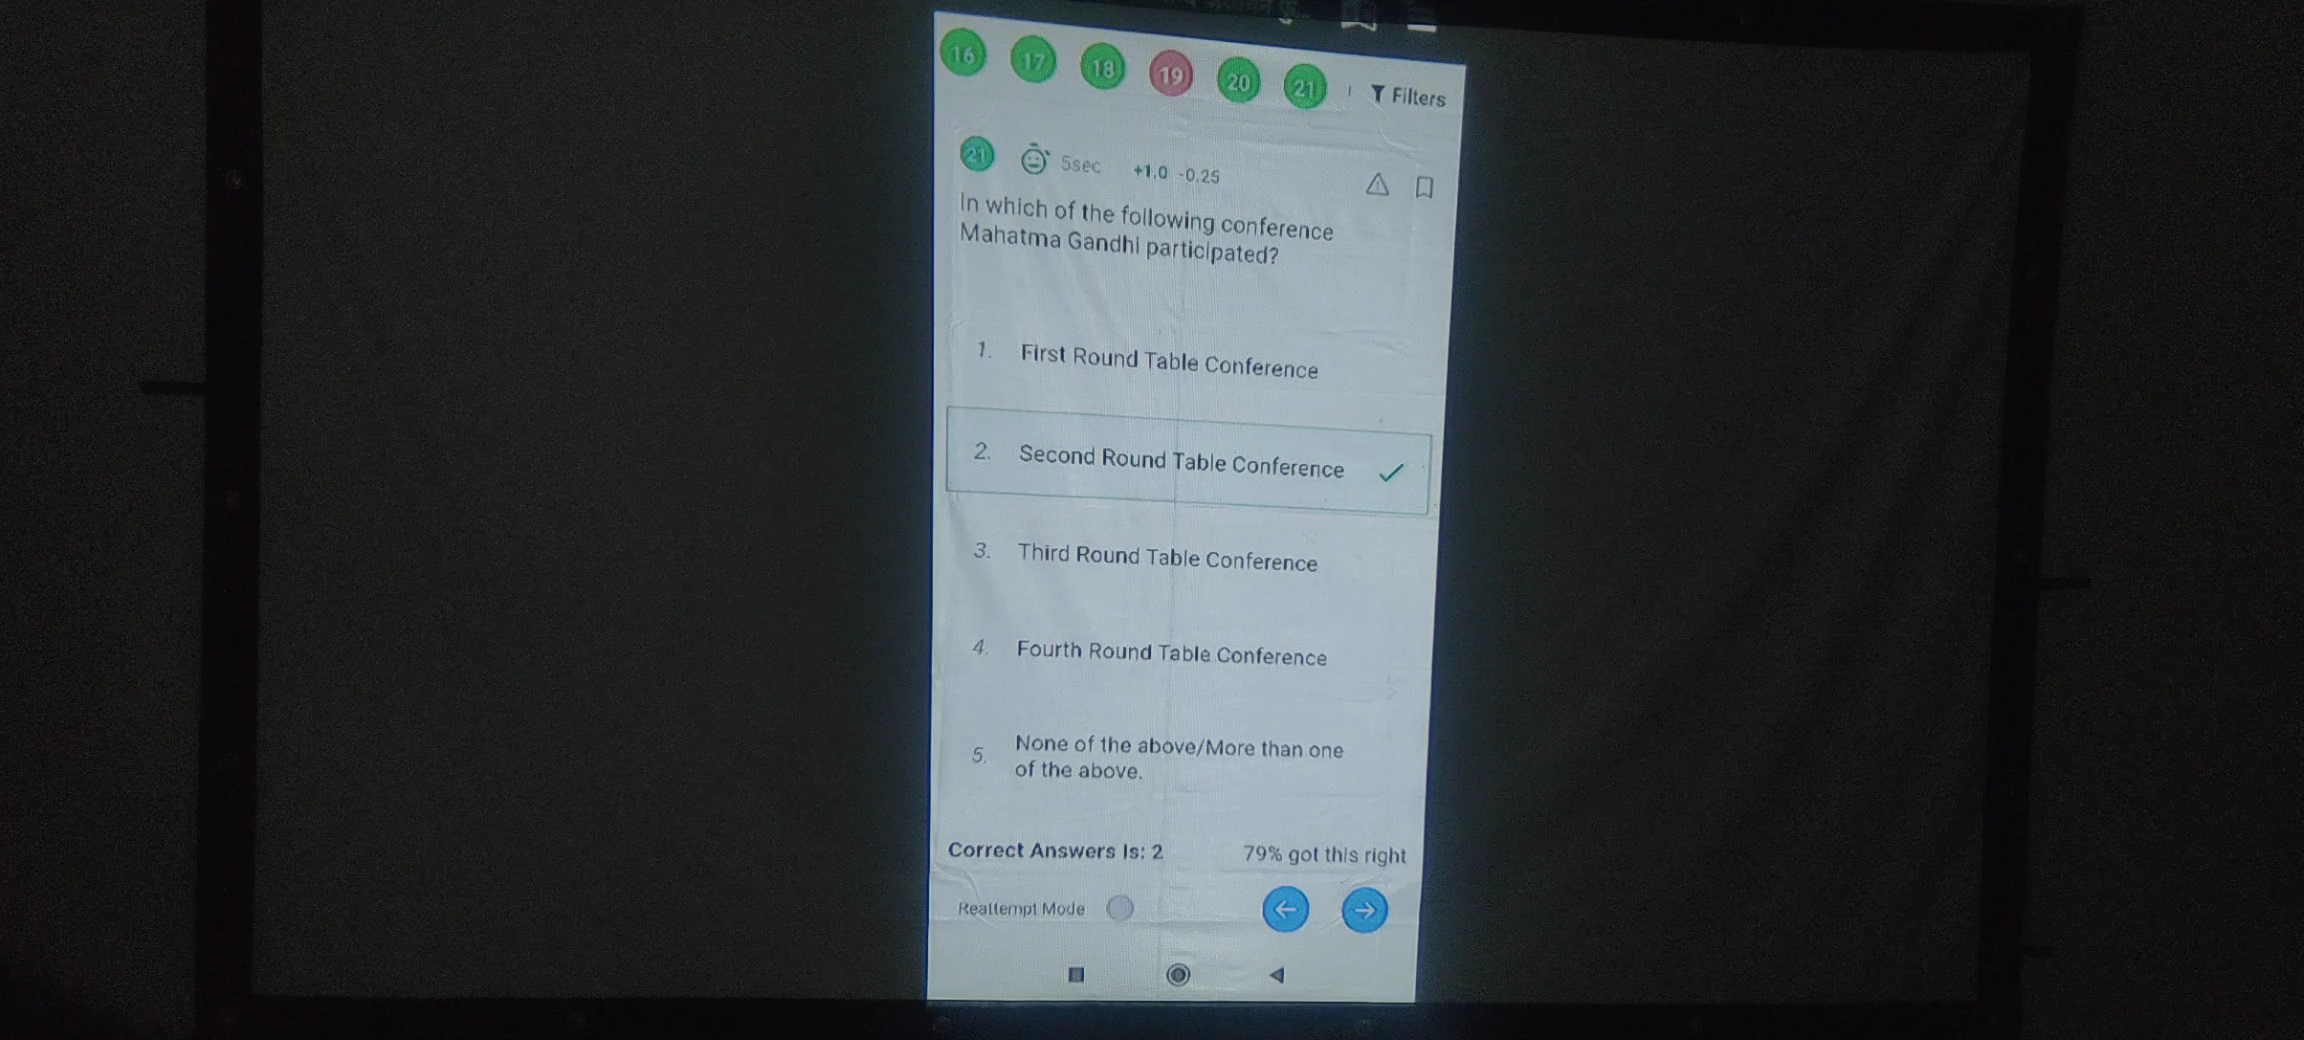 16 17 18 19 20 21 Filters
21 5sec +1.0 -0.25
In which of the following conference
Mahatma Gandhi participated?
1. First Round Table Conference
2. Second Round Table Conference
3. Third Round Table Conference
4. Fourth Round Table Conference
5. None of the above/More than one
of the above.
Correct Answers Is: 2 79% got this right
Reattempt Mode